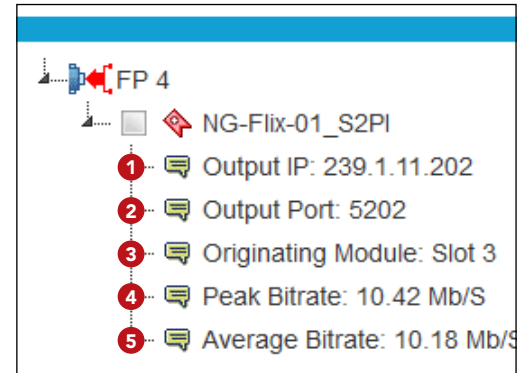 FP 4
NG-Flix-01_S2PI
1 Output IP: 239.1.11.202
2 Output Port: 5202
3 Originating Module: Slot 3
4 Peak Bitrate: 10.42 Mb/S
5 Average Bitrate: 10.18 Mb/S